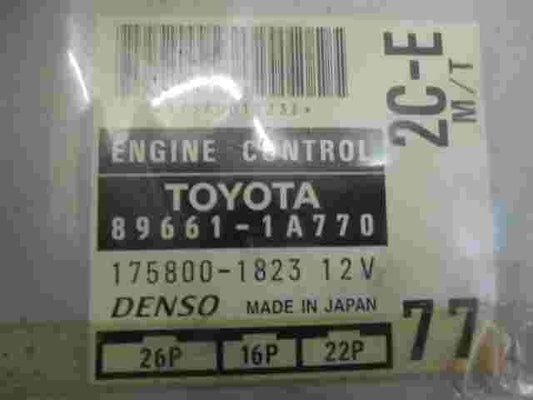 2C-E
M/T
ENGINE CONTROL
TOYOTA
89661-1A770
175800-1823 12V
DENSO MADE IN JAPAN
77
26P 16P 22P